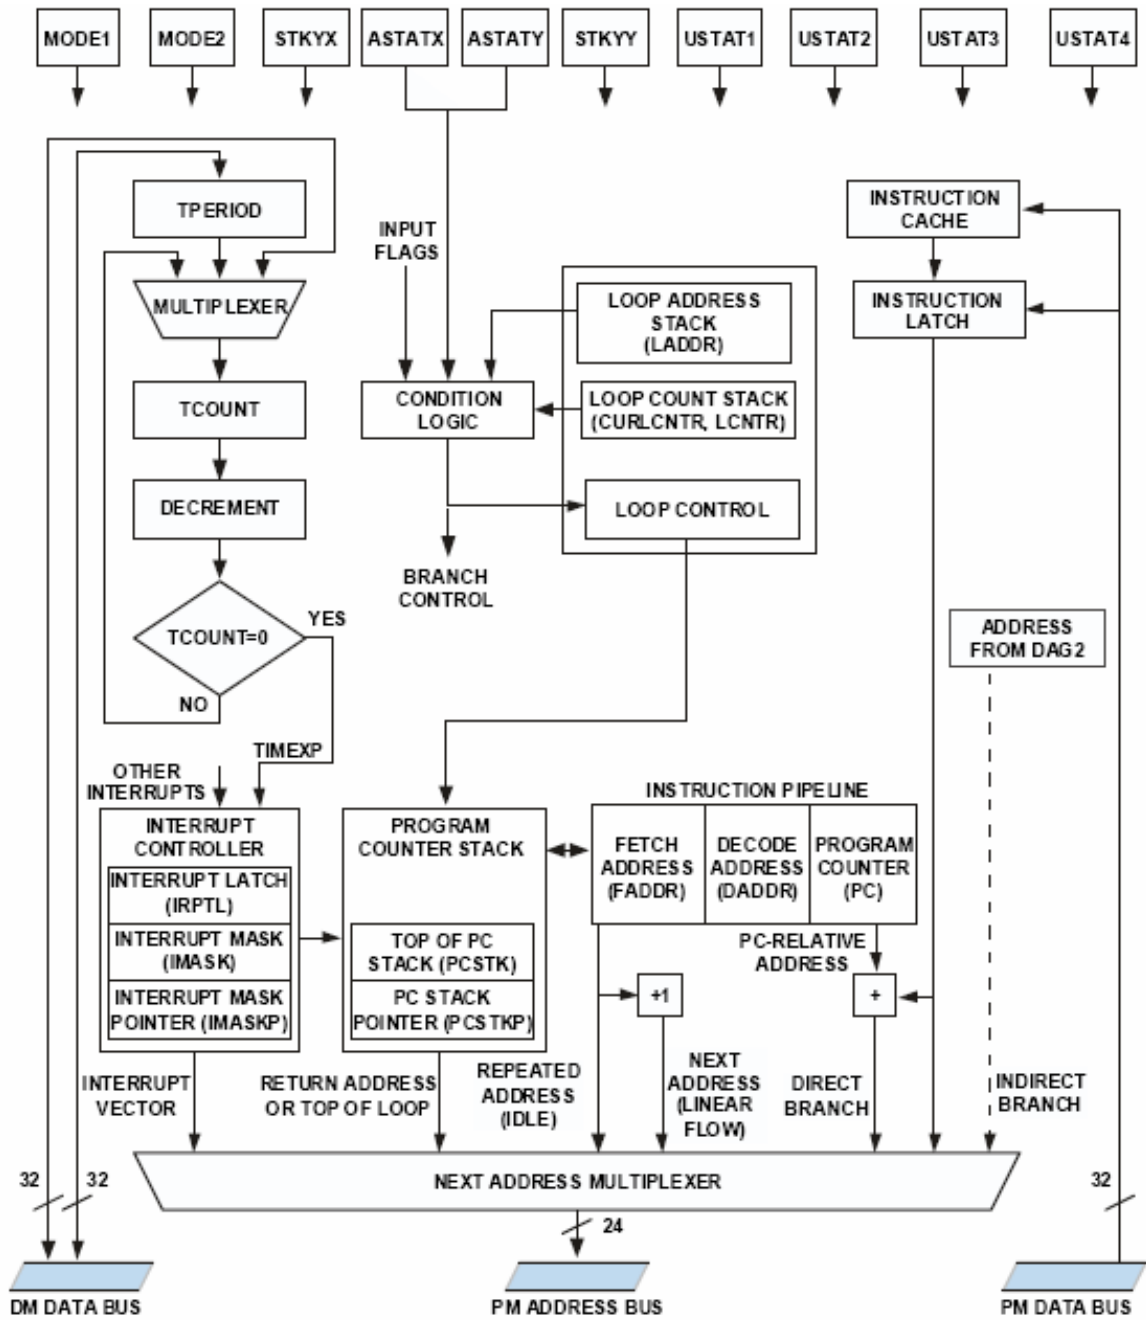 MODE1
MODE2
STKYX
ASTATX
ASTATY
STKYY
USTAT1
USTAT2
USTAT3
USTAT4
TPERIOD
MULTIPLEXER
TCOUNT
DECREMENT
TCOUNT=0
YES
NO
TIMEXP
INPUT
FLAGS
LOOP ADDRESS
STACK
(LADDR)
CONDITION
LOGIC
LOOP COUNT STACK
(CURLCNTR, LCNTR)
LOOP CONTROL
BRANCH
CONTROL
INSTRUCTION
CACHE
INSTRUCTION
LATCH
ADDRESS
FROM DAG2
OTHER
INTERRUPTS
INTERRUPT
CONTROLLER
INTERRUPT LATCH
(IRPTL)
INTERRUPT MASK
(IMASK)
INTERRUPT MASK
POINTER (IMASKP)
PROGRAM
COUNTER STACK
TOP OF PC
STACK (PCSTK)
PC STACK
POINTER (PCSTKP)
INSTRUCTION PIPELINE
FETCH
ADDRESS
(FADDR)
DECODE
ADDRESS
(DADDR)
PROGRAM
COUNTER
(PC)
PC-RELATIVE
ADDRESS
+1
+
INTERRUPT
VECTOR
RETURN ADDRESS
OR TOP OF LOOP
REPEATED
ADDRESS
(IDLE)
NEXT
ADDRESS
(LINEAR
FLOW)
DIRECT
BRANCH
INDIRECT
BRANCH
NEXT ADDRESS MULTIPLEXER
32
32
24
32
DM DATA BUS
PM ADDRESS BUS
PM DATA BUS